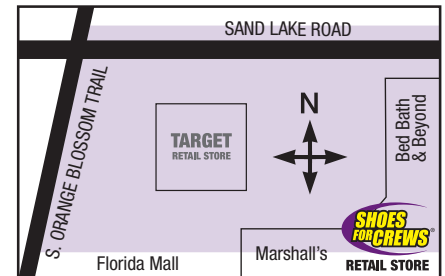 SAND LAKE ROAD
S. ORANGE BLOSSOM TRAIL
TARGET
RETAIL STORE
N
Bed Bath
& Beyond
SHOES
FOR CREWS®
RETAIL STORE
Marshall's
Florida Mall